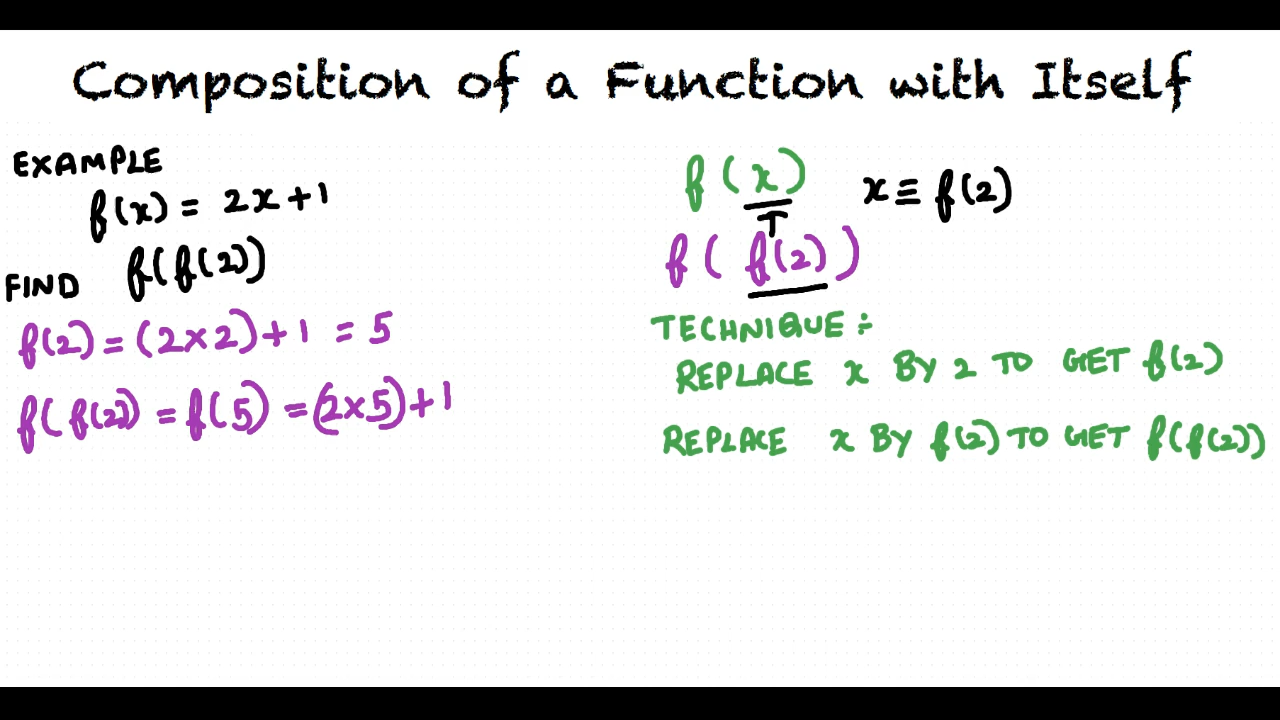 Composition of a Function with Itself
EXAMPLE
f(x) = 2x+1
FIND f(f(2))
f(2) = (2×2)+1 = 5
f(f(2)) = f(5) = (2×5)+1
f(x) x ≡ f(2)
T
f( f(2) )
TECHNIQUE :-
REPLACE x BY 2 TO GET f(2)
REPLACE x BY f(2) TO GET f(f(2))